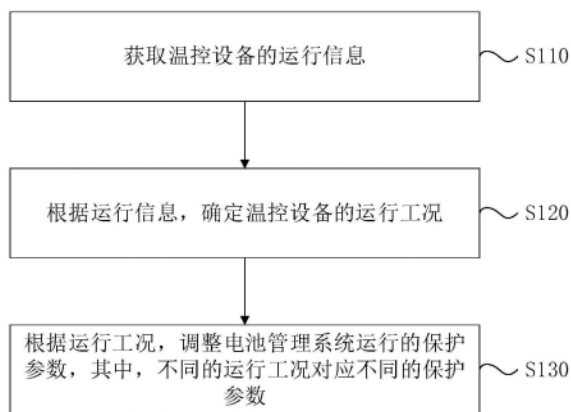 获取温控设备的运行信息
S110
根据运行信息，确定温控设备的运行工况
S120
根据运行工况，调整电池管理系统运行的保护
参数，其中，不同的运行工况对应不同的保护
参数
S130